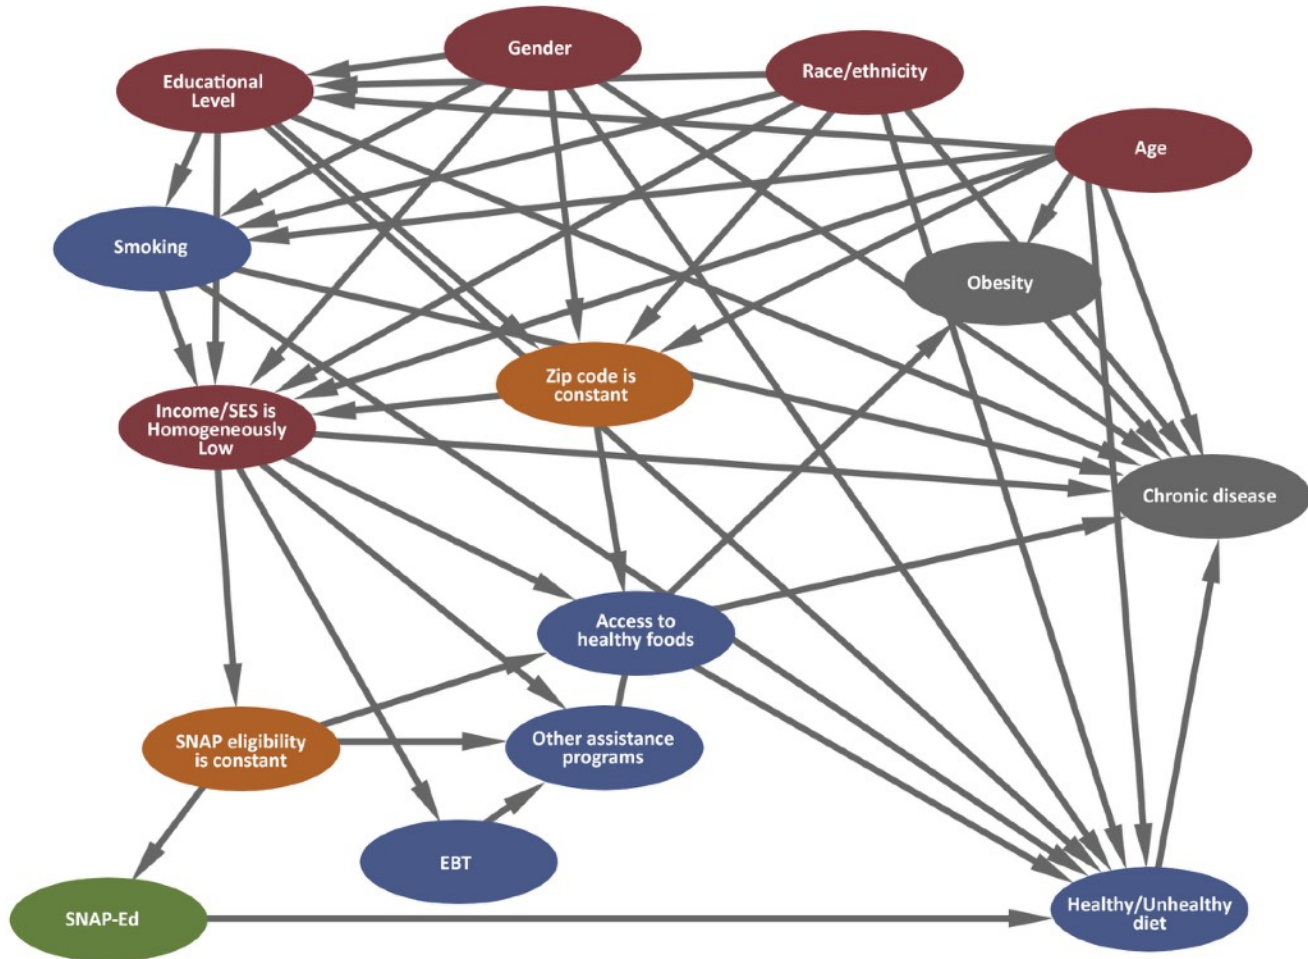 Gender
Educational
Level
Race/ethnicity
Age
Smoking
Obesity
Zip code is
constant
Income/SES is
Homogeneously
Low
Chronic disease
Access to
healthy foods
SNAP eligibility
is constant
Other assistance
programs
EBT
SNAP-Ed
Healthy/Unhealthy
diet